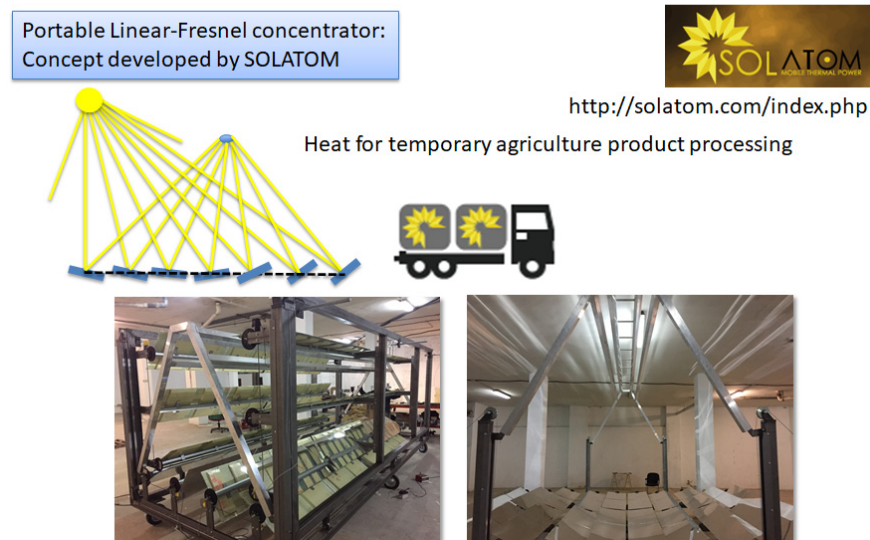 Portable Linear-Fresnel concentrator:
Concept developed by SOLATOM
SOLATOM
MOBILE THERMAL POWER
http://solatom.com/index.php
Heat for temporary agriculture product processing